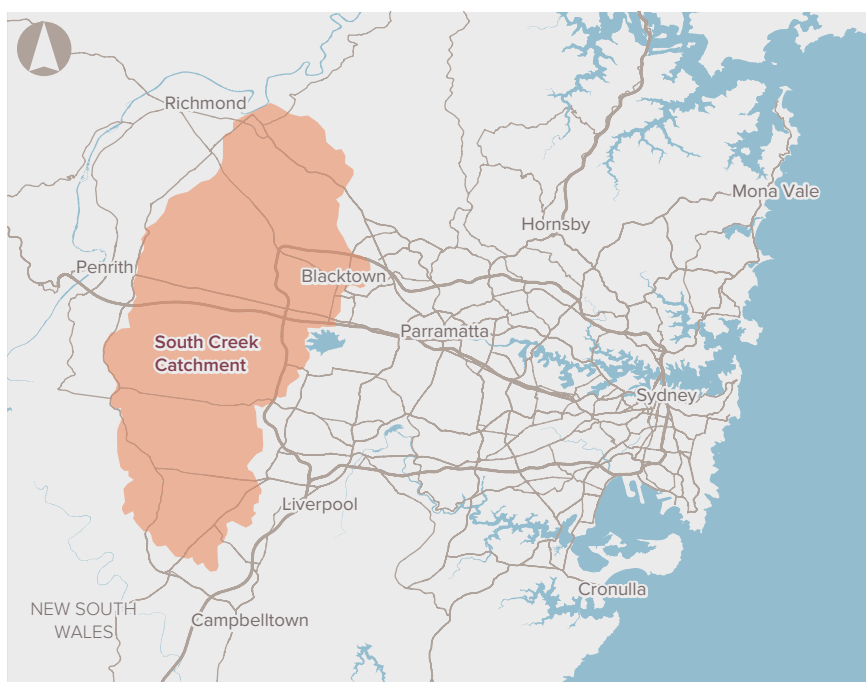 Richmond
Mona Vale
Hornsby
Penrith
Blacktown
Parramatta
South Creek
Catchment
Sydney
Liverpool
Cronulla
NEW SOUTH
WALES
Campbelltown